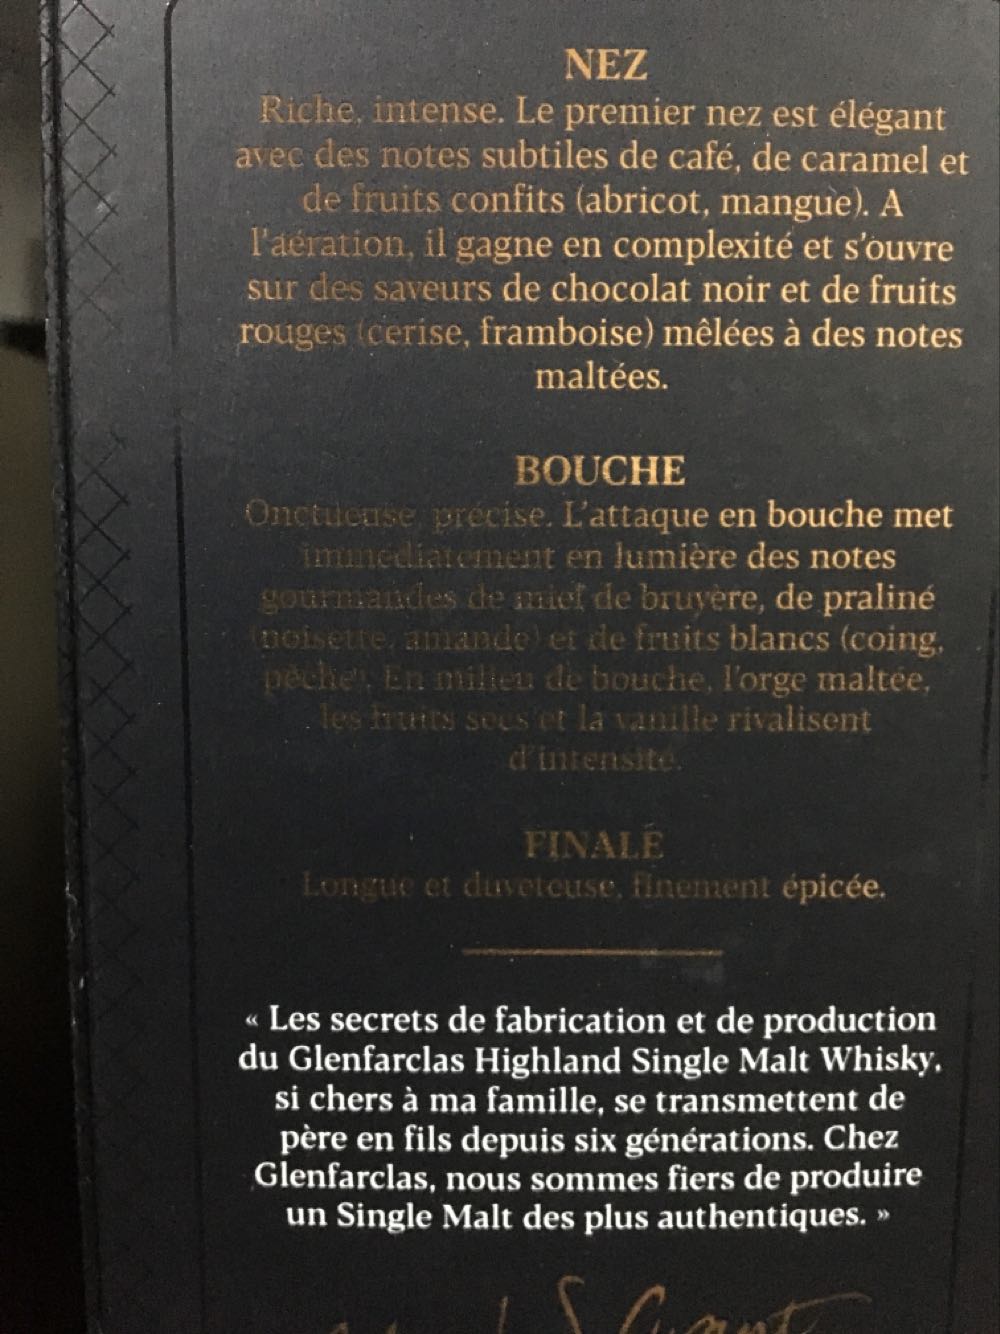 NEZ
Riche, intense. Le premier nez est élégant
avec des notes subtiles de café, de caramel et
de fruits confits (abricot, mangue). A
l'aération, il gagne en complexité et s'ouvre
sur des saveurs de chocolat noir et de fruits
rouges (cerise, framboise) mêlées à des notes
maltées.
BOUCHE
Onctueuse, précise. L'attaque en bouche met
immédiatement en lumière des notes
gourmandes de miel de bruyère, de praliné
(noisette, amande) et de fruits blancs (coing,
pêche). En milieu de bouche, l'orge maltée,
les fruits secs et la vanille rivalisent
d'intensité.
FINALE
Longue et duveteuse, finement épicée.
« Les secrets de fabrication et de production
du Glenfarclas Highland Single Malt Whisky,
si chers à ma famille, se transmettent de
père en fils depuis six générations. Chez
Glenfarclas, nous sommes fiers de produire
un Single Malt des plus authentiques. »